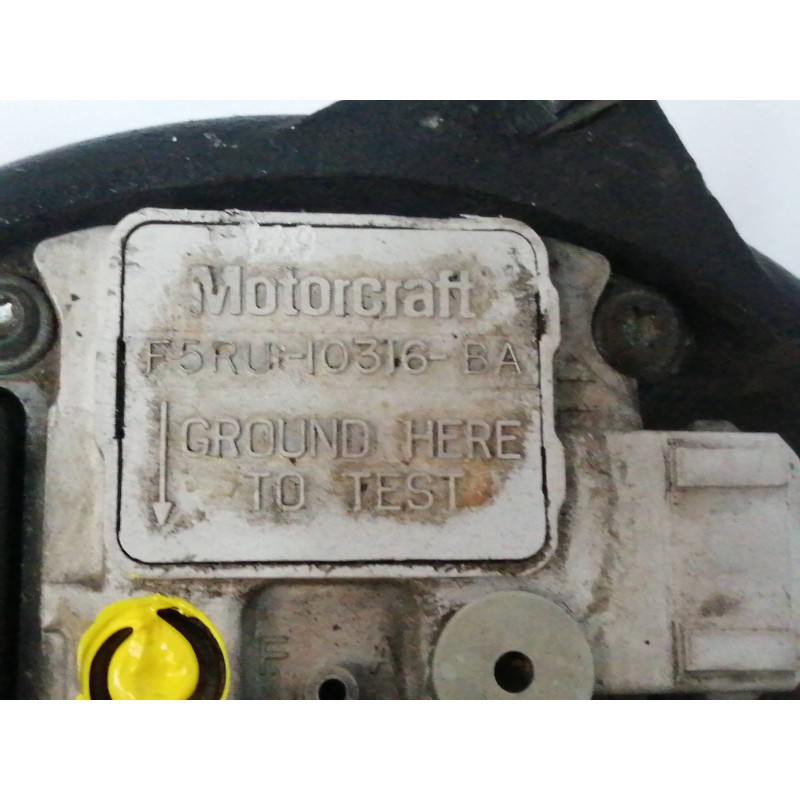 Motorcraft
F5RU-10316-BA
GROUND HERE
TO TEST
F A